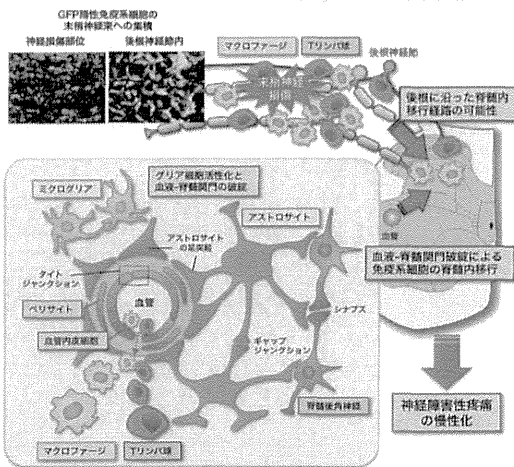 GFP陽性免疫系細胞の
末梢神経束への集積
神経損傷部位
後根神経節内
マクロファージ
Tリンパ球
後根神経節
末梢神経
損傷
後根に沿った脊髄内
移行経路の可能性
グリア細胞活性化と
血液-脊髄関門の破綻
ミクログリア
アストロサイト
アストロサイト
の足突起
血管
血液-脊髄関門破綻による
免疫系細胞の脊髄内移行
タイト
ジャンクション
血管
ペリサイト
シナプス
血管内皮細胞
ギャップ
ジャンクション
脊髄後角神経
神経障害性疼痛
の慢性化
マクロファージ
Tリンパ球